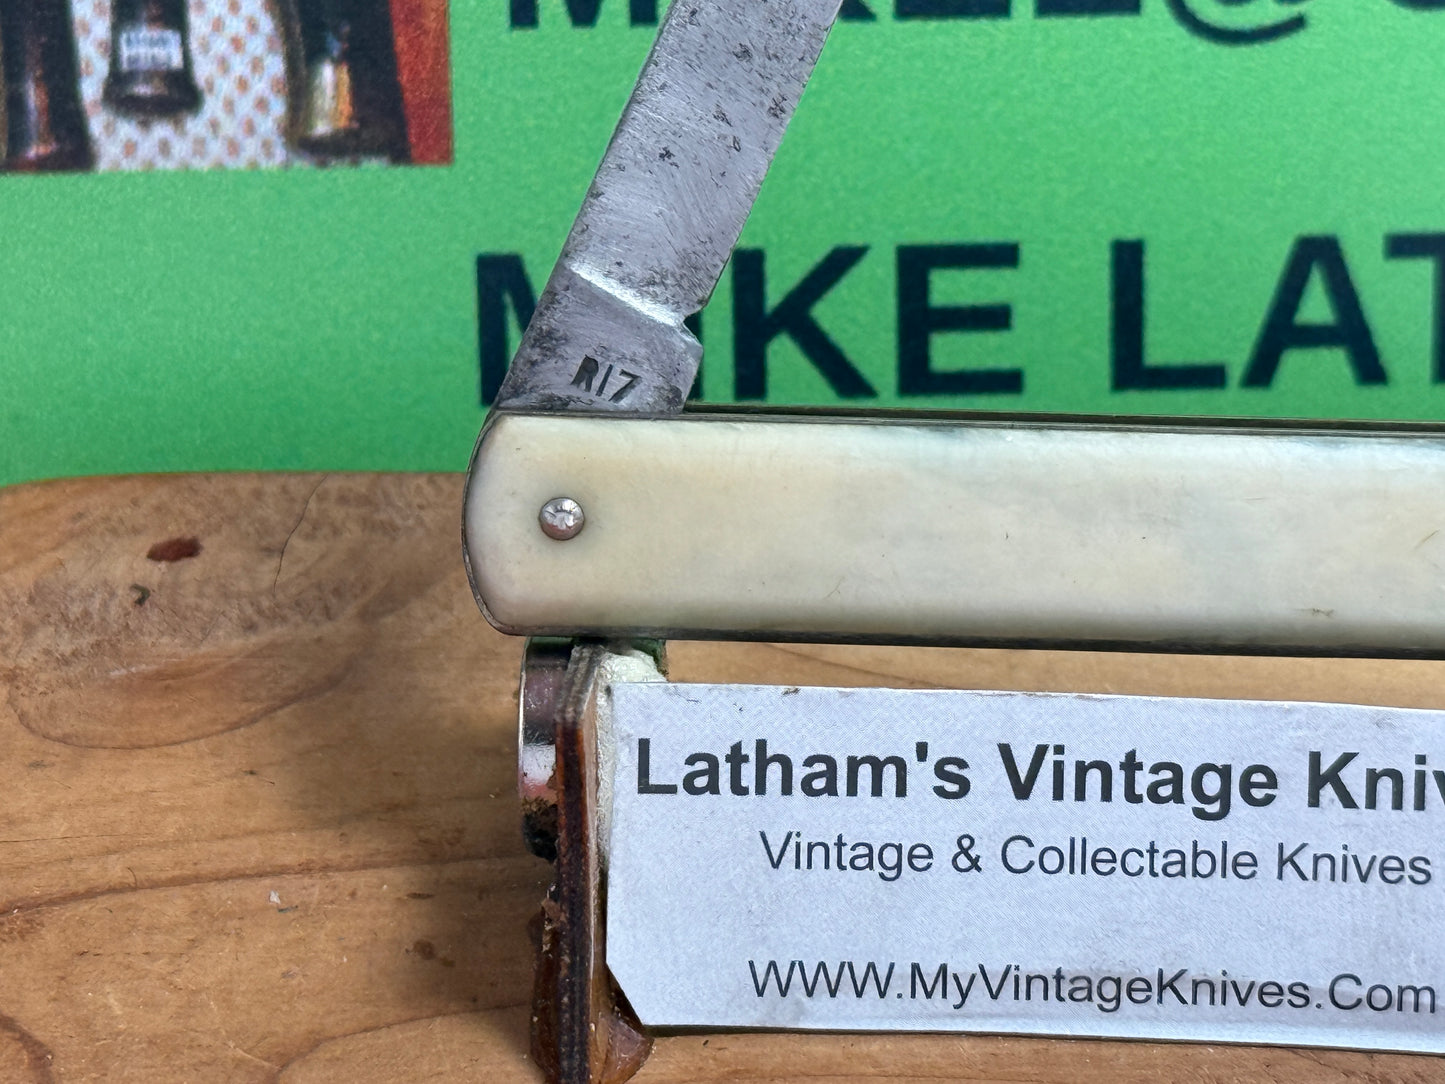 MIKE LAT
R17
Latham's Vintage Kniv
Vintage & Collectable Knives
WWW.MyVintageKnives.Com